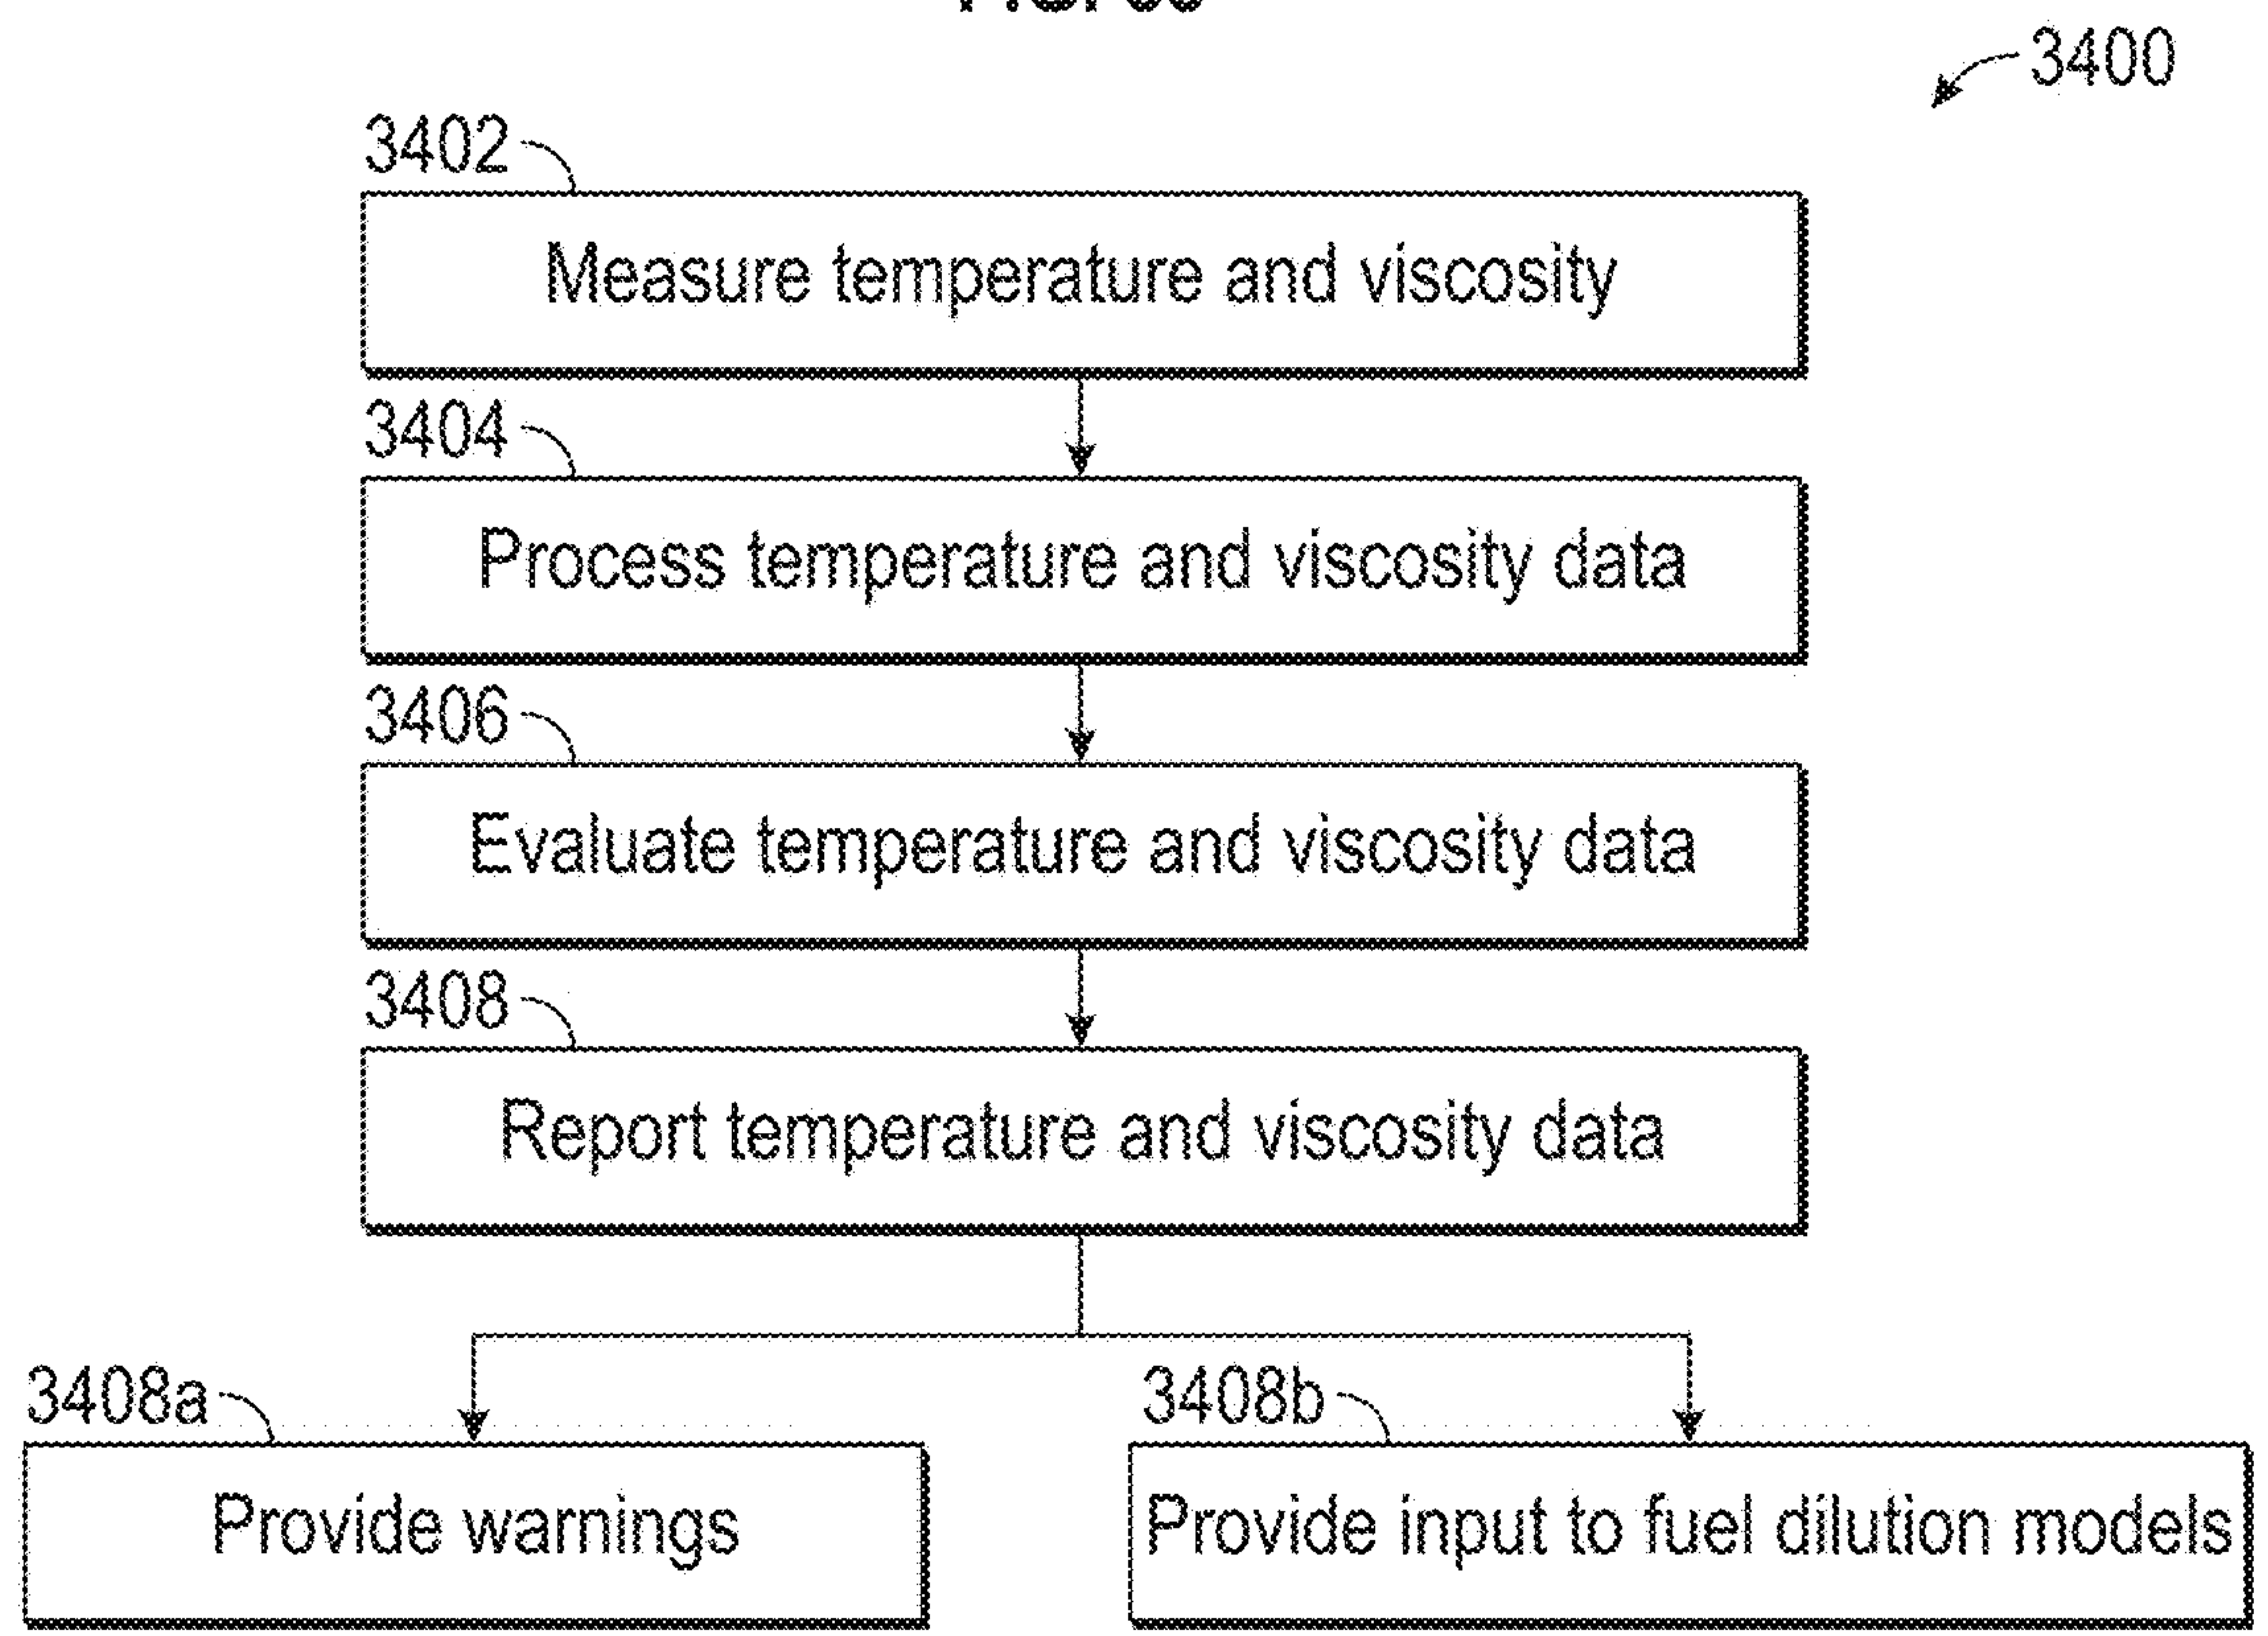 3400
3402
Measure temperature and viscosity
3404
Process temperature and viscosity data
3406
Evaluate temperature and viscosity data
3408
Report temperature and viscosity data
3408a
3408b
Provide warnings
Provide input to fuel dilution models